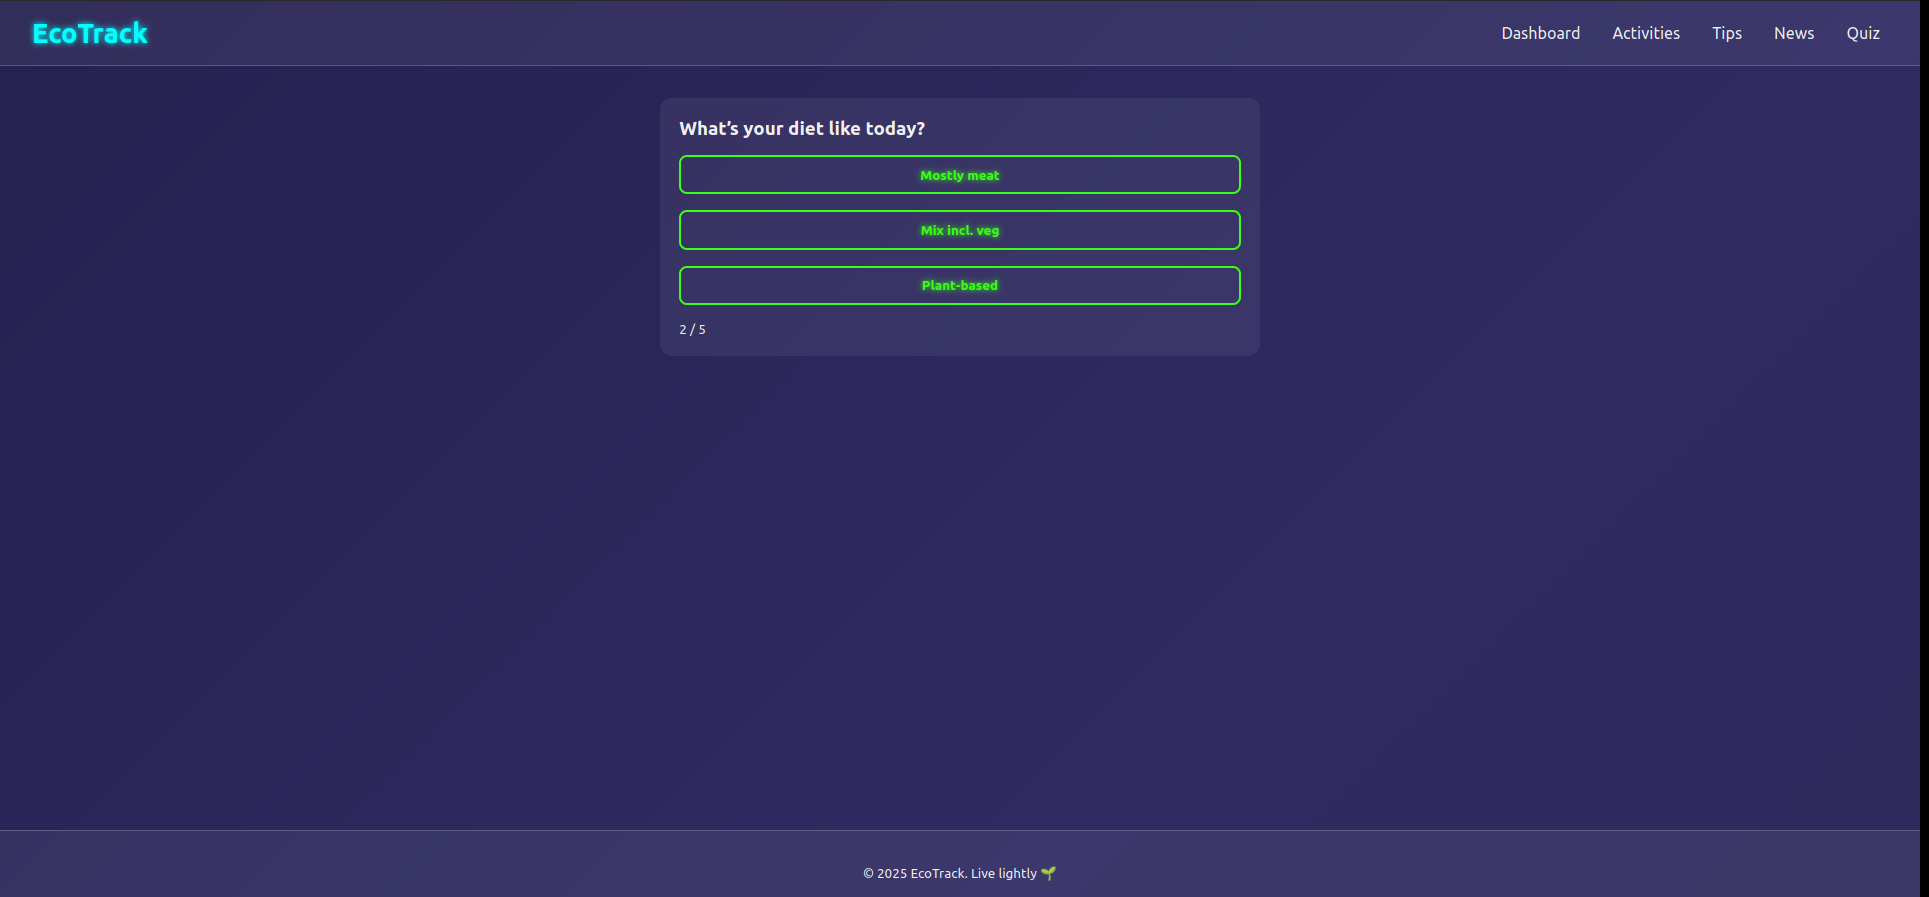 EcoTrack
Dashboard Activities Tips News Quiz
What’s your diet like today?
Mostly meat
Mix incl. veg
Plant-based
2 / 5
© 2025 EcoTrack. Live lightly 🌱